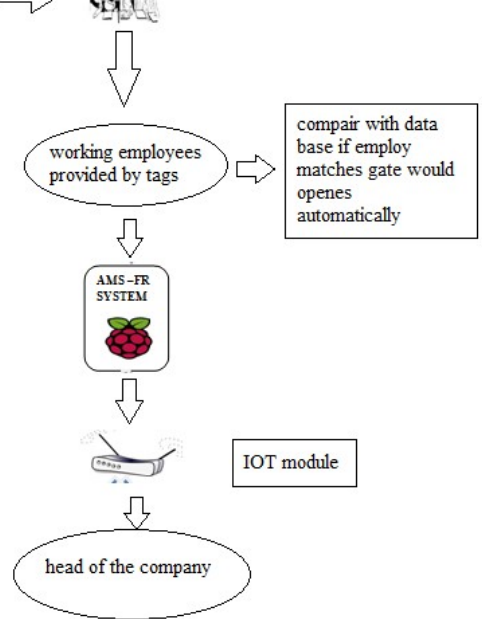 working employees
provided by tags
compair with data
base if employ
matches gate would
openes
automatically
AMS–FR
SYSTEM
IOT module
head of the company